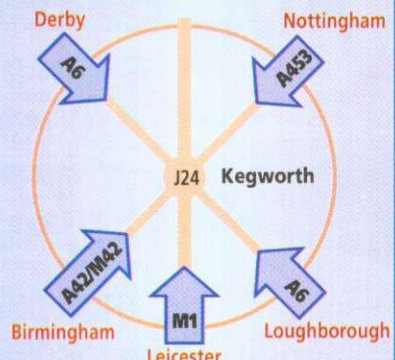 Derby
Nottingham
A6
A453
J24
Kegworth
A42/M42
M1
A6
Birmingham
Loughborough
Leicester